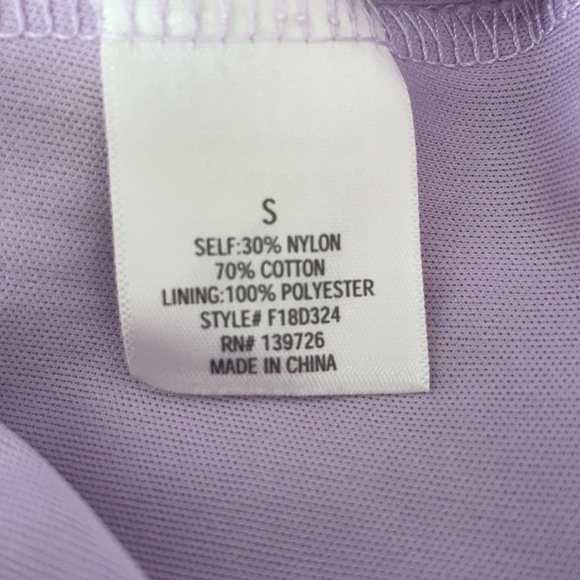 S
SELF:30% NYLON
70% COTTON
LINING:100% POLYESTER
STYLE# F18D324
RN# 139726
MADE IN CHINA